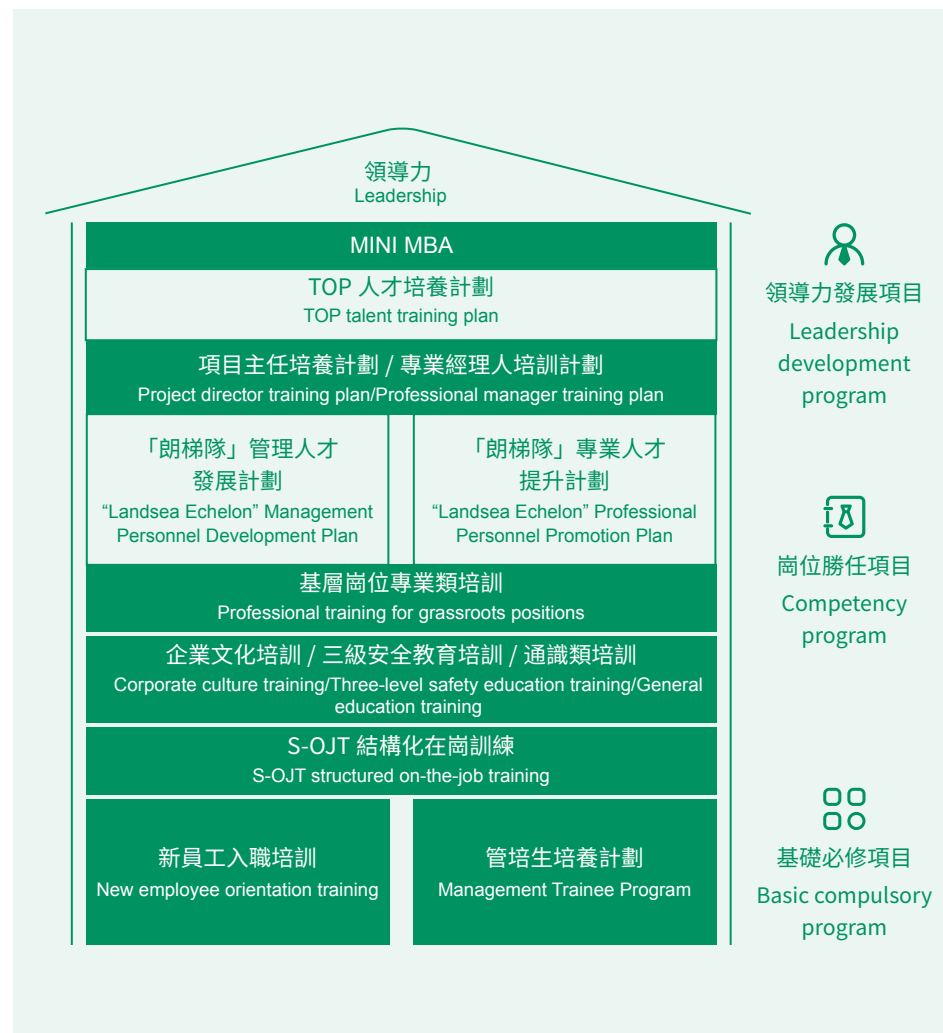 領導力
Leadership
MINI MBA
TOP 人才培養計劃
TOP talent training plan
項目主任培養計劃 / 專業經理人培訓計劃
Project director training plan/Professional manager training plan
「朗梯隊」管理人才
發展計劃
“Landsea Echelon” Management
Personnel Development Plan
「朗梯隊」專業人才
提升計劃
“Landsea Echelon” Professional
Personnel Promotion Plan
基層崗位專業類培訓
Professional training for grassroots positions
企業文化培訓 / 三級安全教育培訓 / 通識類培訓
Corporate culture training/Three-level safety education training/General
education training
S-OJT 結構化在崗訓練
S-OJT structured on-the-job training
新員工入職培訓
New employee orientation training
管培生培養計劃
Management Trainee Program
領導力發展項目
Leadership
development
program
崗位勝任項目
Competency
program
基礎必修項目
Basic compulsory
program